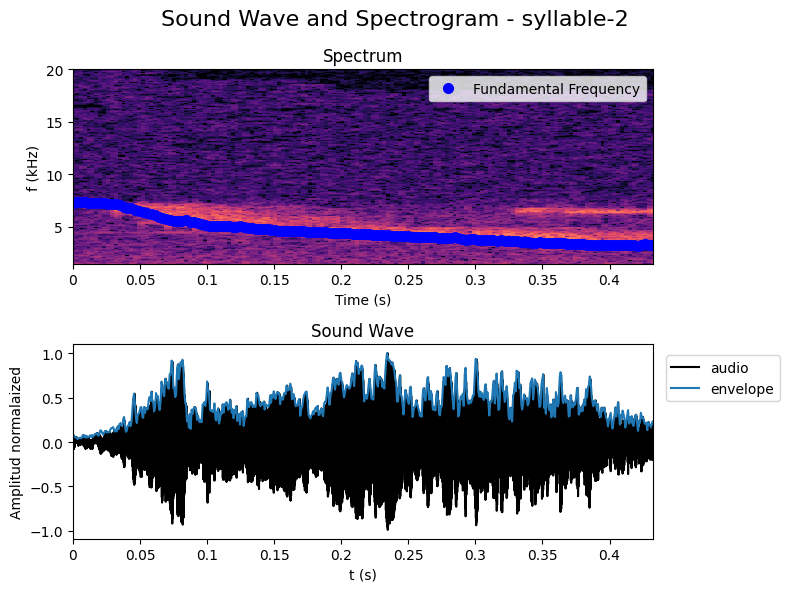 Sound Wave and Spectrogram - syllable-2
Spectrum
20
15
10
5
f (kHz)
Fundamental Frequency
0 0.05 0.1 0.15 0.2 0.25 0.3 0.35 0.4
Time (s)
Sound Wave
1.0
0.5
0.0
−0.5
−1.0
Amplitud normalaized
audio
envelope
0 0.05 0.1 0.15 0.2 0.25 0.3 0.35 0.4
t (s)